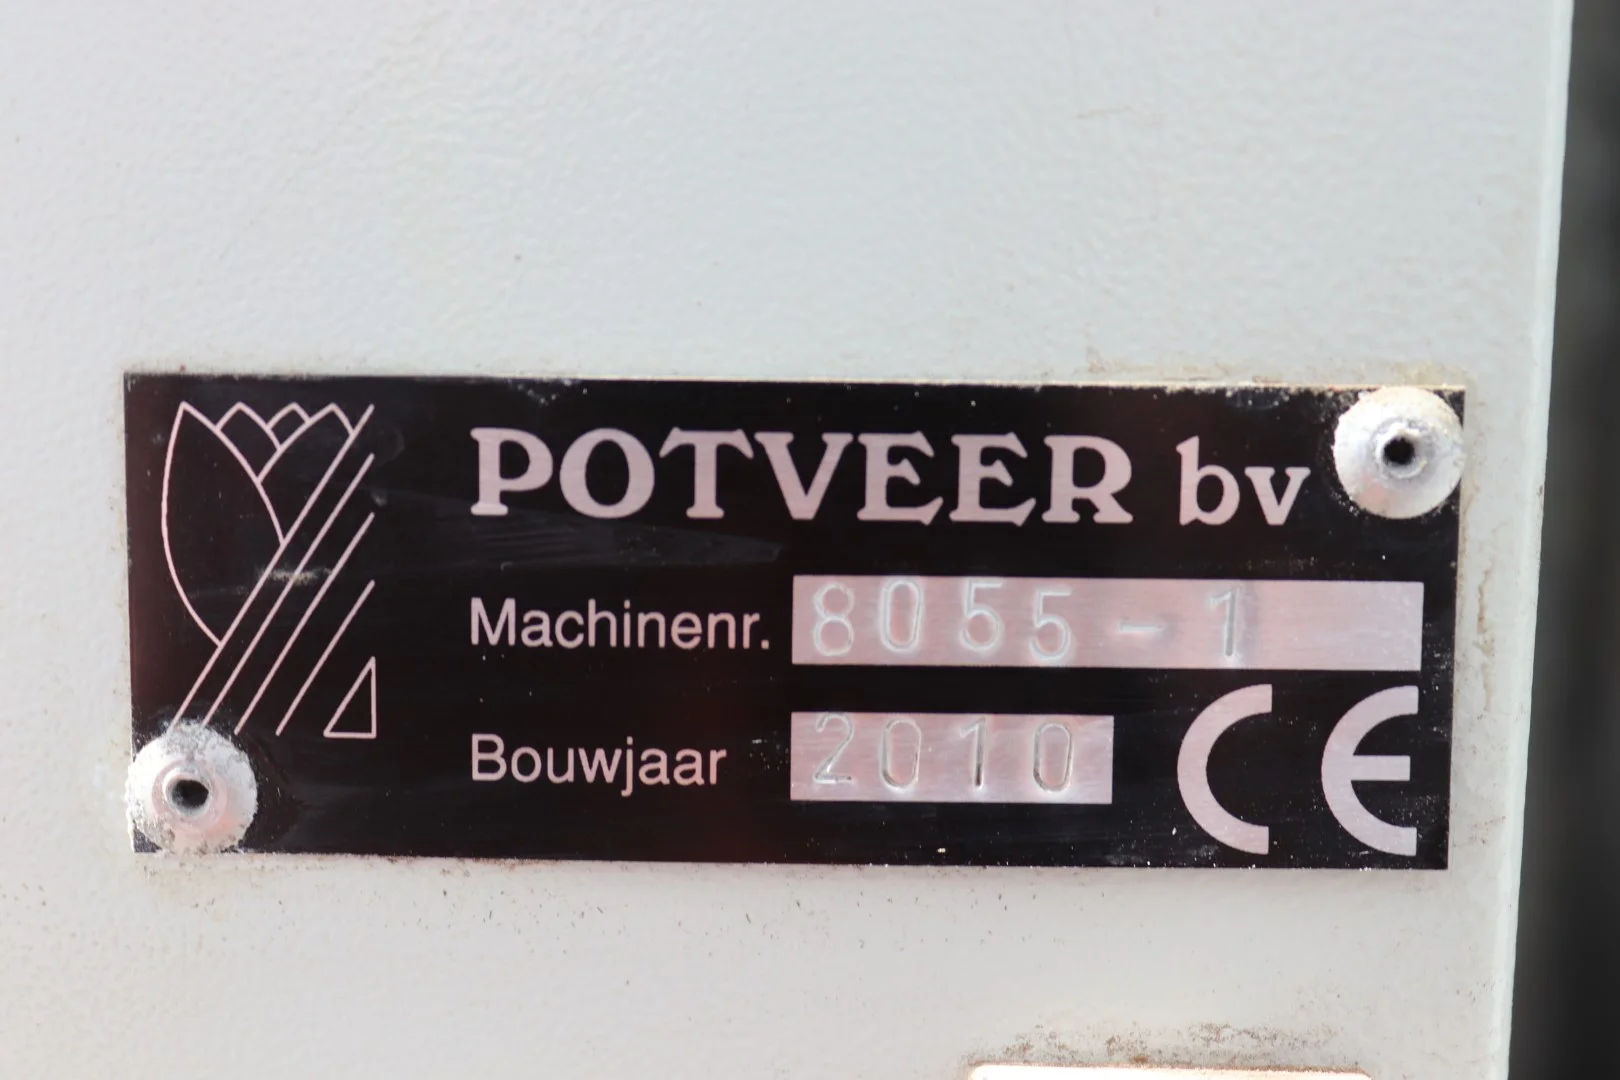 POTVEER bv
Machinenr. 8055-1
Bouwjaar 2010 CE